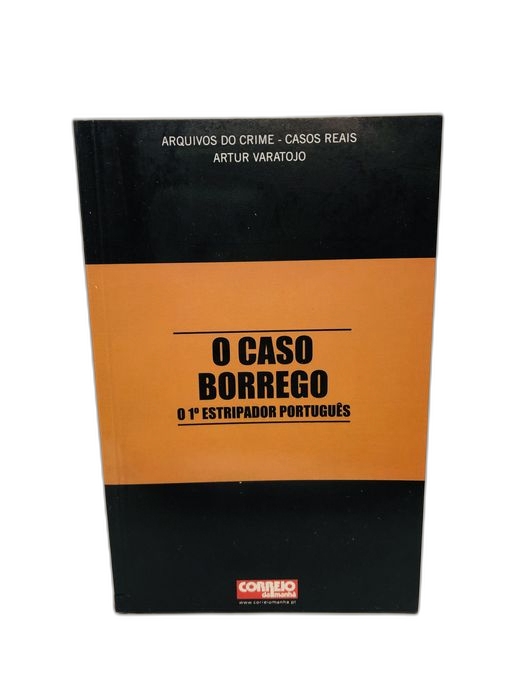 ARQUIVOS DO CRIME - CASOS REAIS
ARTUR VARATOJO
O CASO
BORREGO
O 1º ESTRIPADOR PORTUGUÊS
CORREIO
da manhã
www.correiomanha.pt